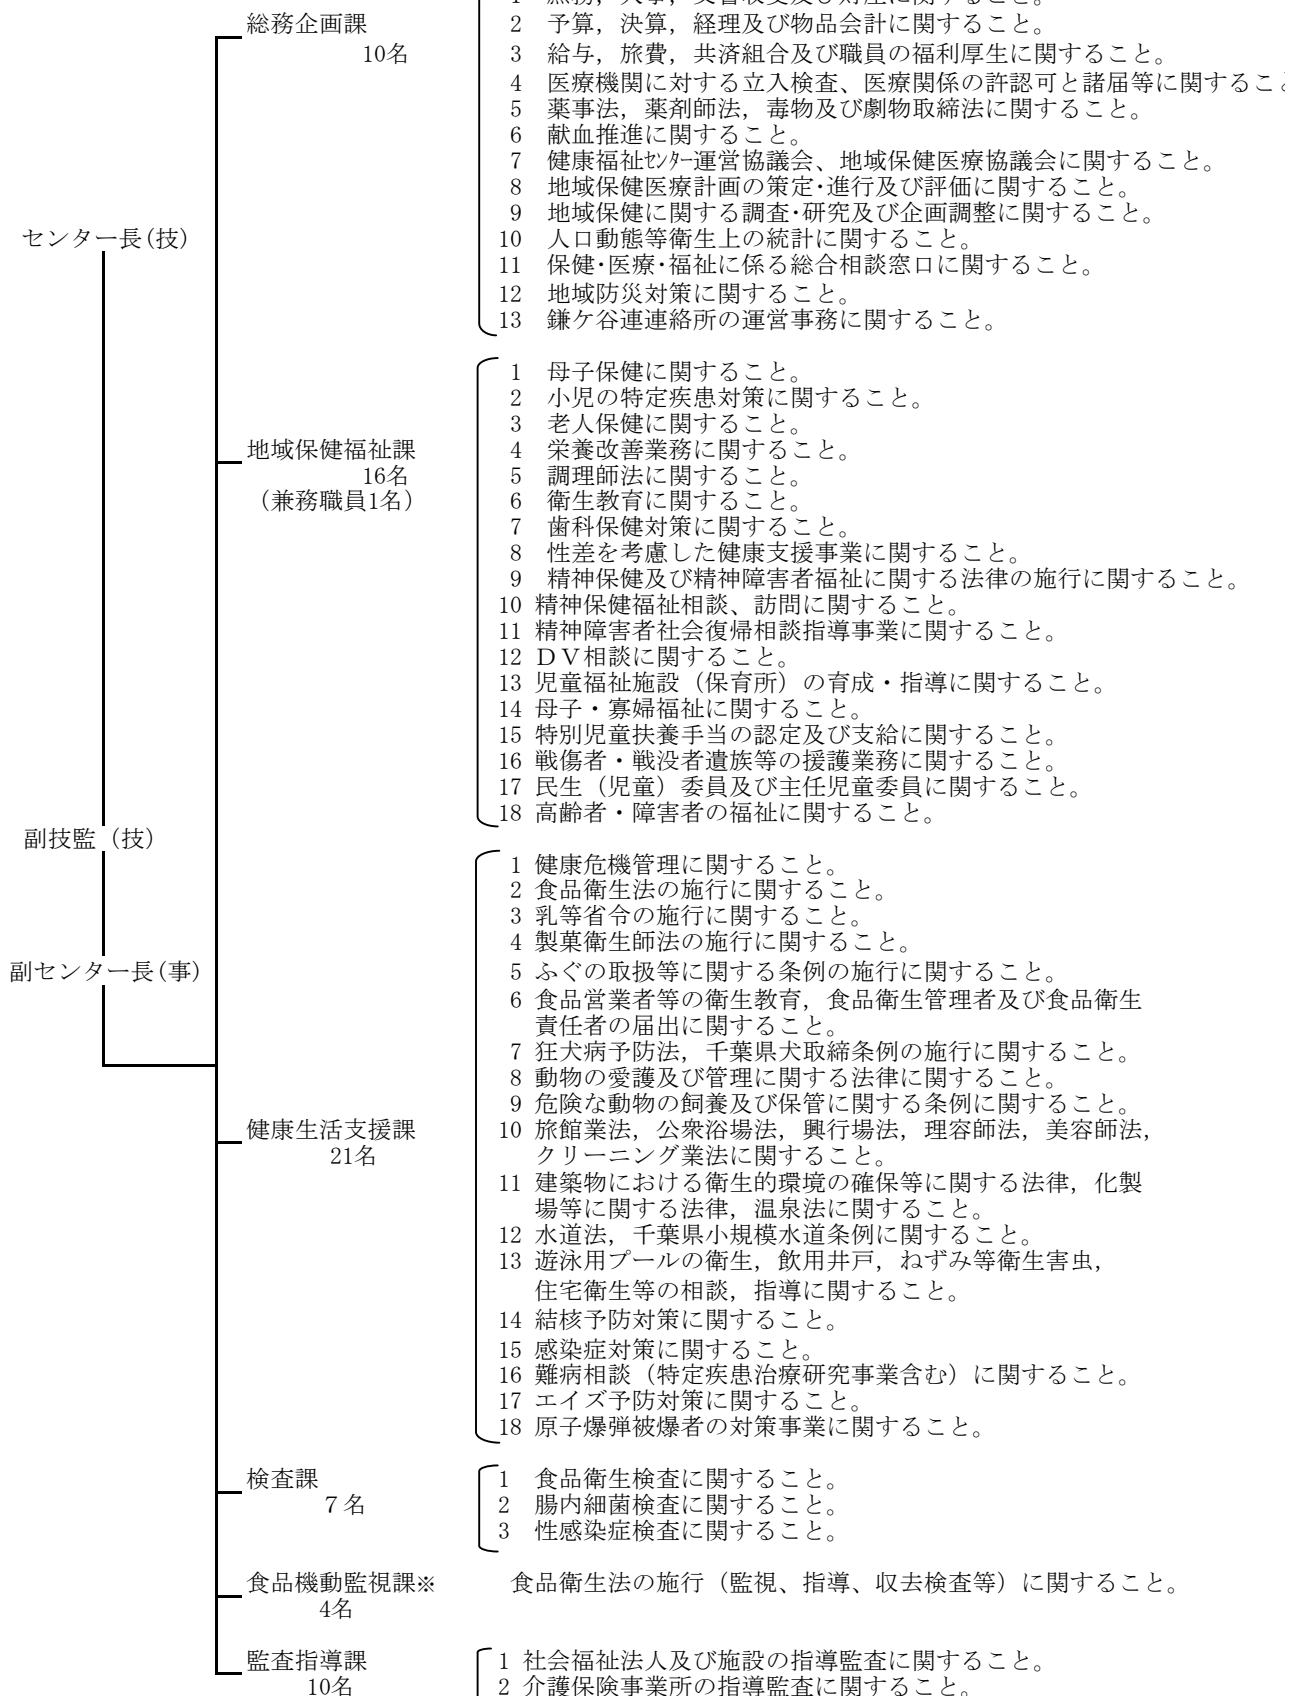 総務企画課
10名
2 予算，決算，経理及び物品会計に関すること。
3 給与，旅費，共済組合及び職員の福利厚生に関すること。
4 医療機関に対する立入検査、医療関係の許認可と諸届等に関するこ
5 薬事法，薬剤師法，毒物及び劇物取締法に関すること。
6 献血推進に関すること。
7 健康福祉ｾﾝﾀｰ運営協議会、地域保健医療協議会に関すること。
8 地域保健医療計画の策定･進行及び評価に関すること。
9 地域保健に関する調査･研究及び企画調整に関すること。
10 人口動態等衛生上の統計に関すること。
11 保健･医療･福祉に係る総合相談窓口に関すること。
12 地域防災対策に関すること。
13 鎌ケ谷連連絡所の運営事務に関すること。
センター長(技)
地域保健福祉課
16名
（兼務職員1名）
1 母子保健に関すること。
2 小児の特定疾患対策に関すること。
3 老人保健に関すること。
4 栄養改善業務に関すること。
5 調理師法に関すること。
6 衛生教育に関すること。
7 歯科保健対策に関すること。
8 性差を考慮した健康支援事業に関すること。
9 精神保健及び精神障害者福祉に関する法律の施行に関すること。
10 精神保健福祉相談、訪問に関すること。
11 精神障害者社会復帰相談指導事業に関すること。
12 ＤＶ相談に関すること。
13 児童福祉施設（保育所）の育成・指導に関すること。
14 母子・寡婦福祉に関すること。
15 特別児童扶養手当の認定及び支給に関すること。
16 戦傷者・戦没者遺族等の援護業務に関すること。
17 民生（児童）委員及び主任児童委員に関すること。
18 高齢者・障害者の福祉に関すること。
副技監（技）
副センター長(事)
健康生活支援課
21名
1 健康危機管理に関すること。
2 食品衛生法の施行に関すること。
3 乳等省令の施行に関すること。
4 製菓衛生師法の施行に関すること。
5 ふぐの取扱等に関する条例の施行に関すること。
6 食品営業者等の衛生教育，食品衛生管理者及び食品衛生
責任者の届出に関すること。
7 狂犬病予防法，千葉県犬取締条例の施行に関すること。
8 動物の愛護及び管理に関する法律に関すること。
9 危険な動物の飼養及び保管に関する条例に関すること。
10 旅館業法，公衆浴場法，興行場法，理容師法，美容師法，
クリーニング業法に関すること。
11 建築物における衛生的環境の確保等に関する法律，化製
場等に関する法律，温泉法に関すること。
12 水道法，千葉県小規模水道条例に関すること。
13 遊泳用プールの衛生，飲用井戸，ねずみ等衛生害虫，
住宅衛生等の相談，指導に関すること。
14 結核予防対策に関すること。
15 感染症対策に関すること。
16 難病相談（特定疾患治療研究事業含む）に関すること。
17 エイズ予防対策に関すること。
18 原子爆弾被爆者の対策事業に関すること。
検査課
７名
1 食品衛生検査に関すること。
2 腸内細菌検査に関すること。
3 性感染症検査に関すること。
食品機動監視課※
4名
食品衛生法の施行（監視、指導、収去検査等）に関すること。
監査指導課
10名
1 社会福祉法人及び施設の指導監査に関すること。
2 介護保険事業所の指導監査に関すること。